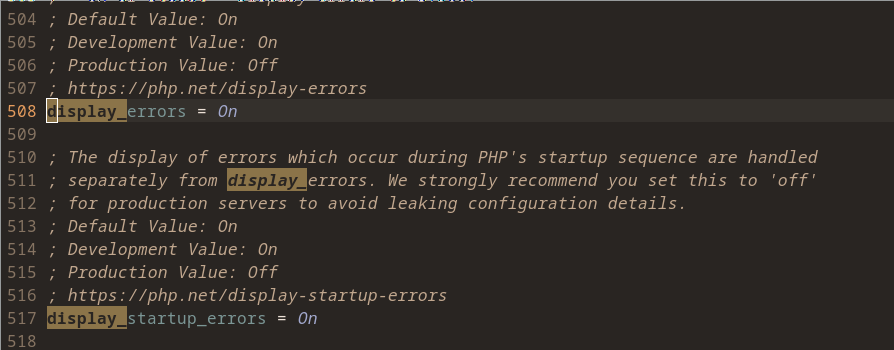 504 ; Default Value: On
505 ; Development Value: On
506 ; Production Value: Off
507 ; https://php.net/display-errors
508 display_errors = On
509
510 ; The display of errors which occur during PHP's startup sequence are handled
511 ; separately from display_errors. We strongly recommend you set this to 'off'
512 ; for production servers to avoid leaking configuration details.
513 ; Default Value: On
514 ; Development Value: On
515 ; Production Value: Off
516 ; https://php.net/display-startup-errors
517 display_startup_errors = On
518